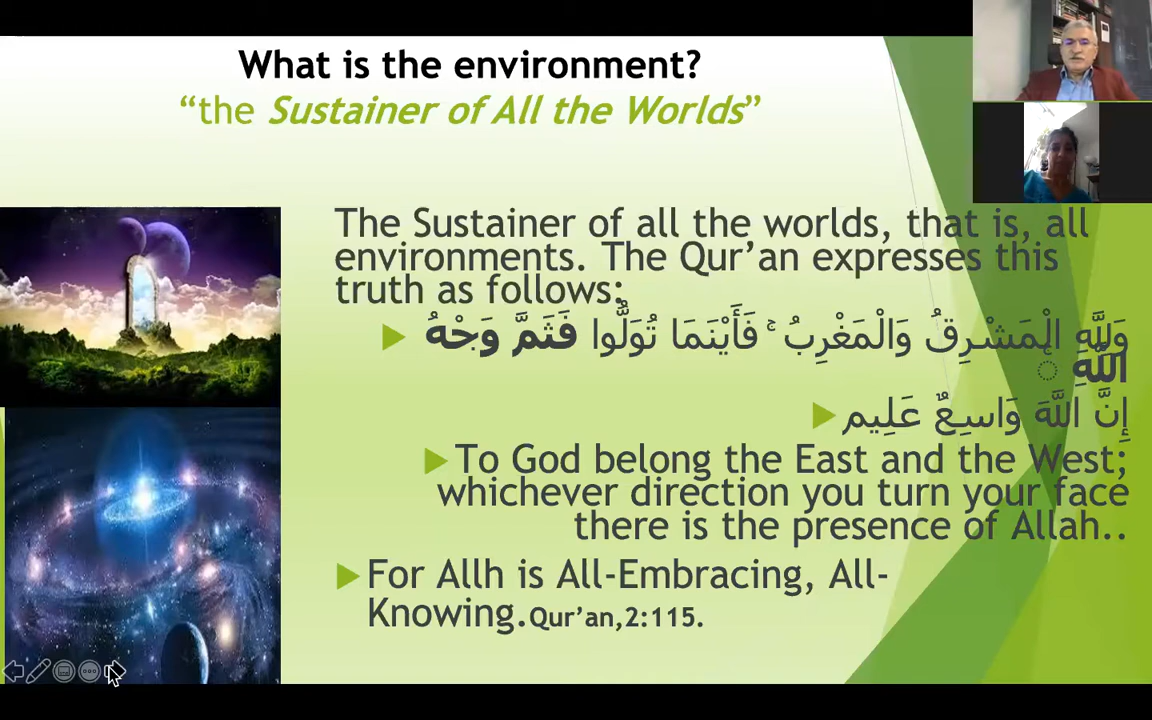 What is the environment?
“the Sustainer of All the Worlds”
The Sustainer of all the worlds, that is, all
environments. The Qur’an expresses this
truth as follows:
وَلِلَّهِ الْمَشْرِقُ وَالْمَغْرِبُ ۚ فَأَيْنَمَا تُوَلُّوا فَثَمَّ وَجْهُ
اللَّهِ ۚ
إِنَّ اللَّهَ وَاسِعٌ عَلِيم
To God belong the East and the West;
whichever direction you turn your face
there is the presence of Allah..
For Allh is All-Embracing, All-
Knowing.Qur’an,2:115.